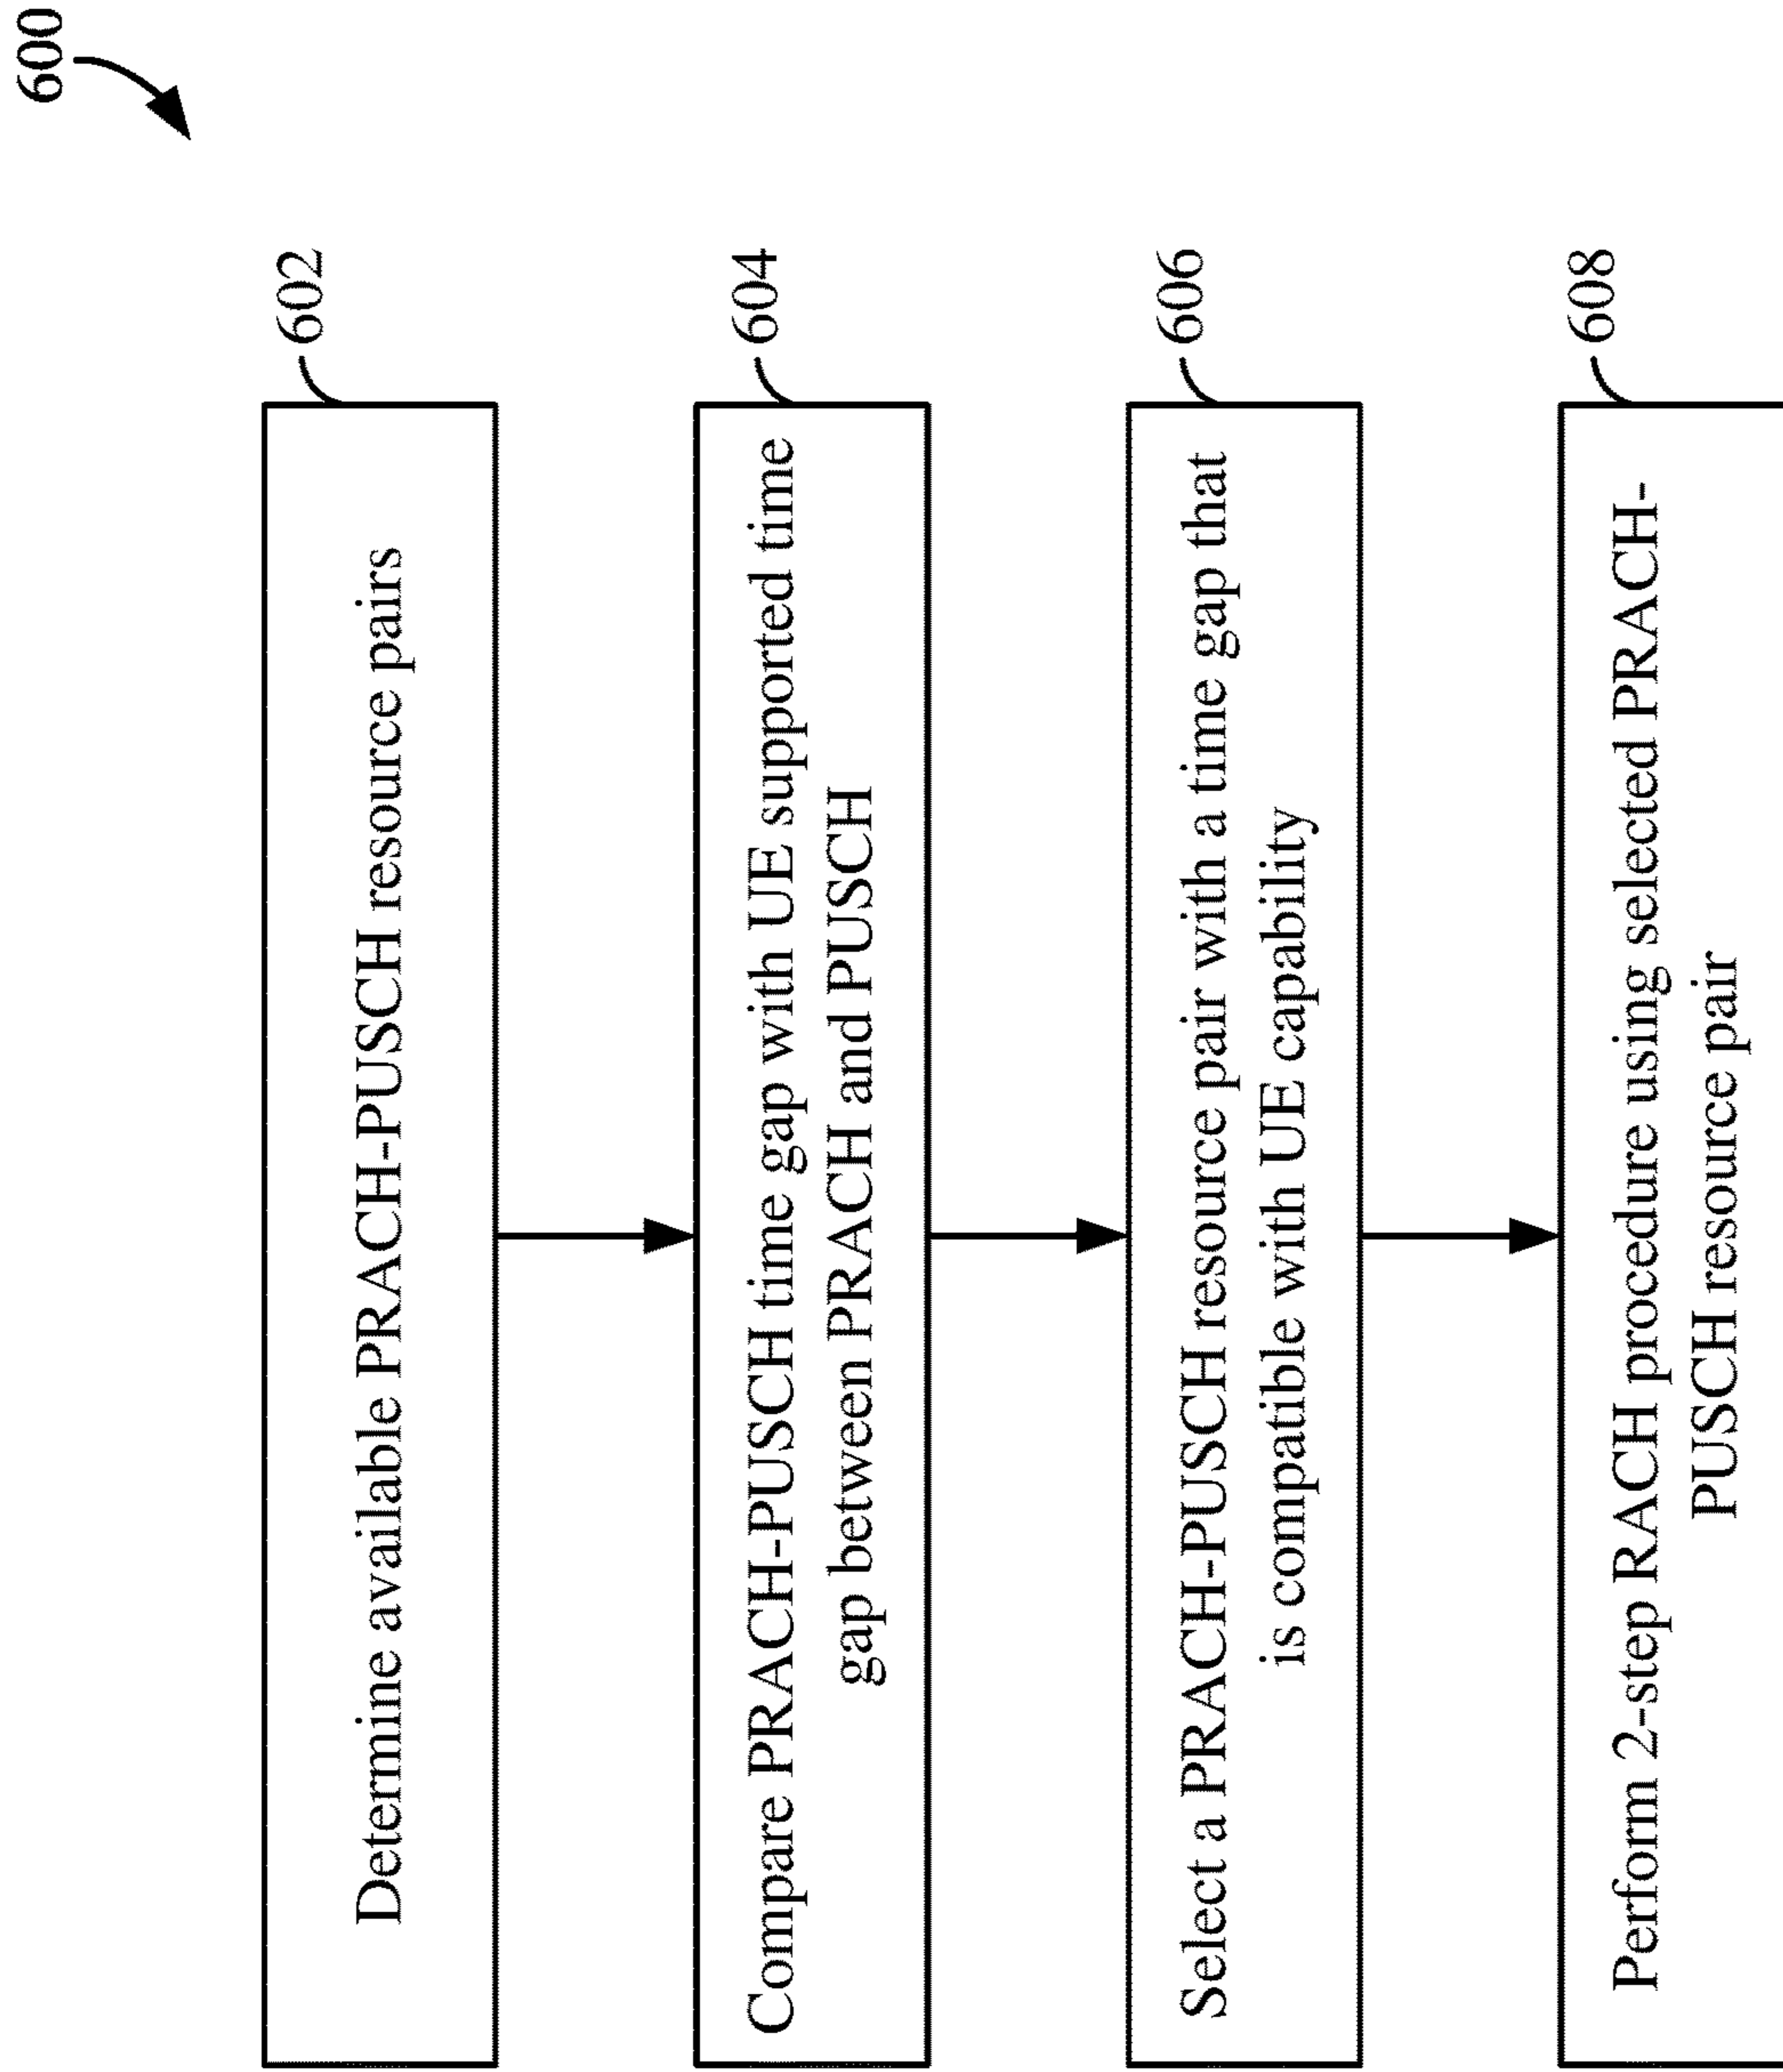 600
602
Determine available PRACH-PUSCH resource pairs
604
Compare PRACH-PUSCH time gap with UE supported time
gap between PRACH and PUSCH
606
Select a PRACH-PUSCH resource pair with a time gap that
is compatible with UE capability
608
Perform 2-step RACH procedure using selected PRACH-
PUSCH resource pair